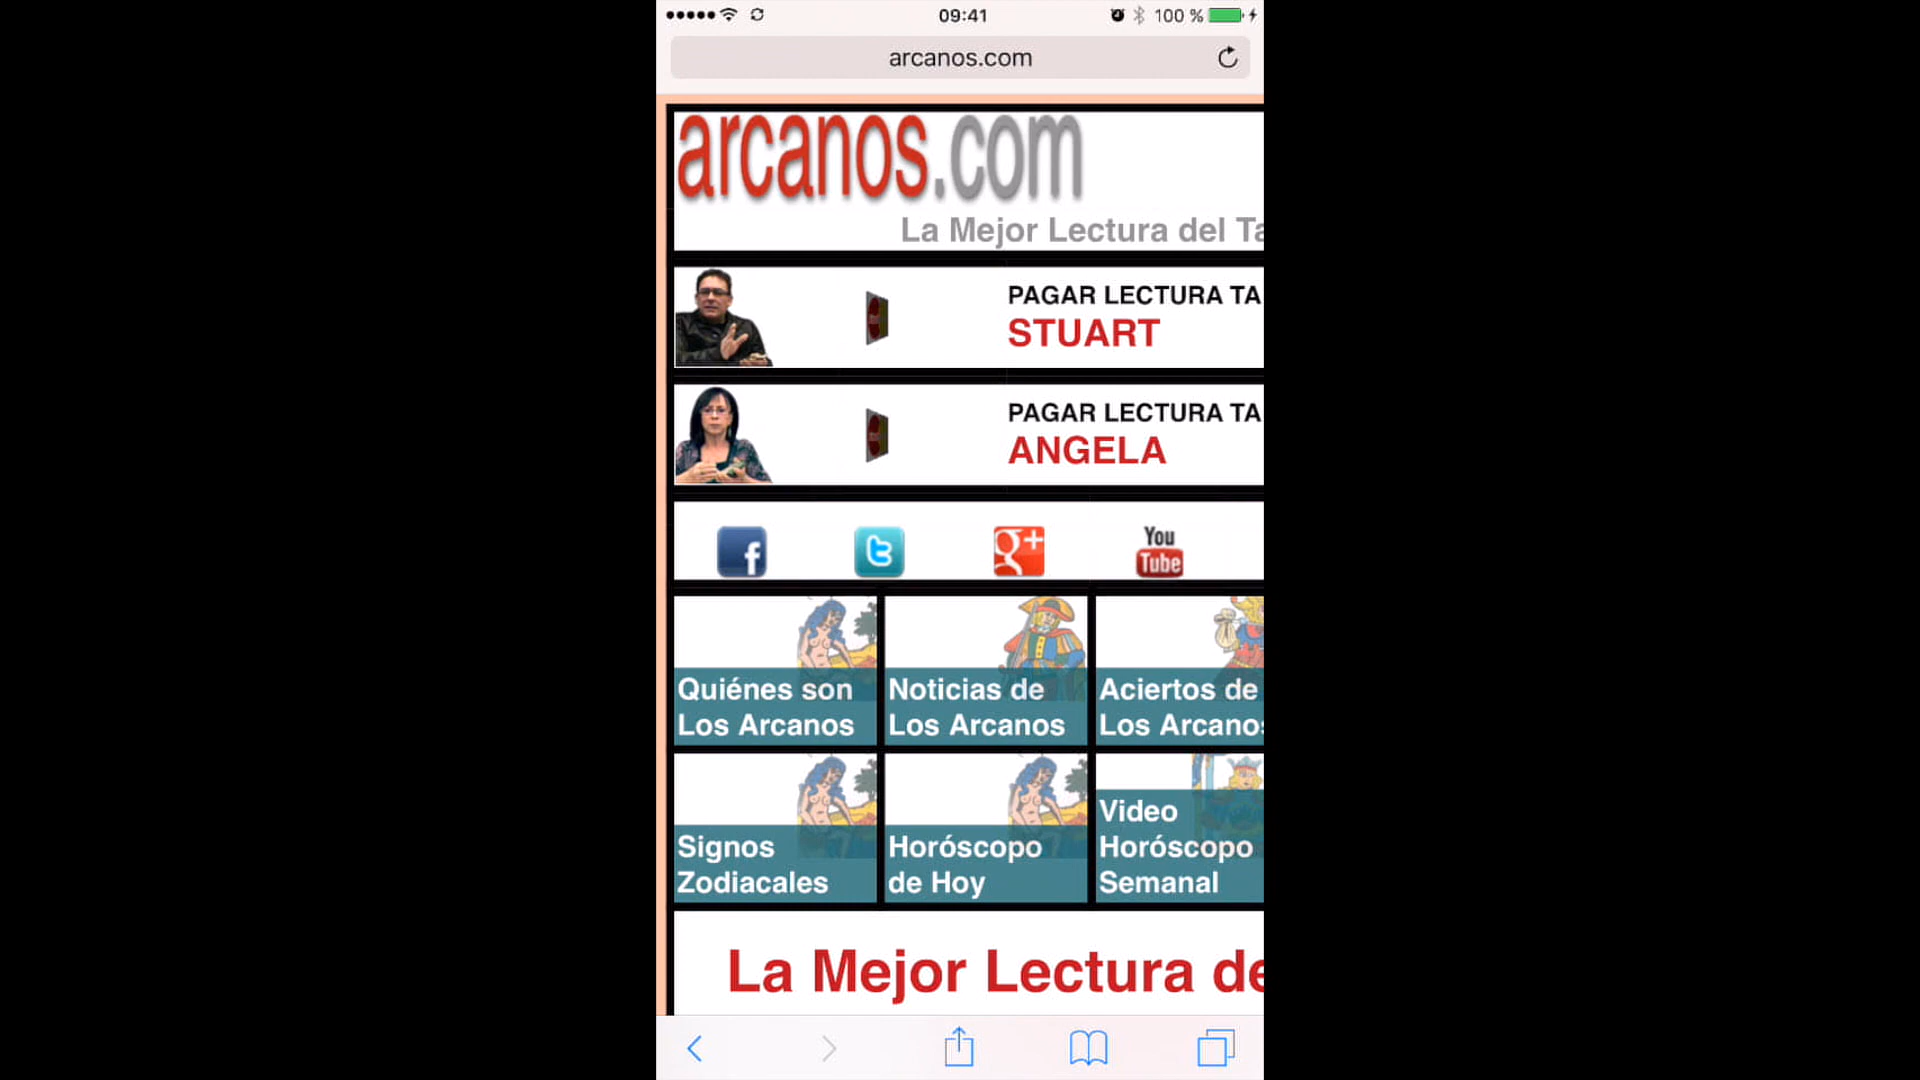 09:41
100 %
arcanos.com
arcanos.com
La Mejor Lectura del Ta
PAGAR LECTURA TA
STUART
PAGAR LECTURA TA
ANGELA
f
t
g+
You
Tube
Quiénes son
Los Arcanos
Noticias de
Los Arcanos
Aciertos de
Los Arcanos
Signos
Zodiacales
Horóscopo
de Hoy
Video
Horóscopo
Semanal
La Mejor Lectura de